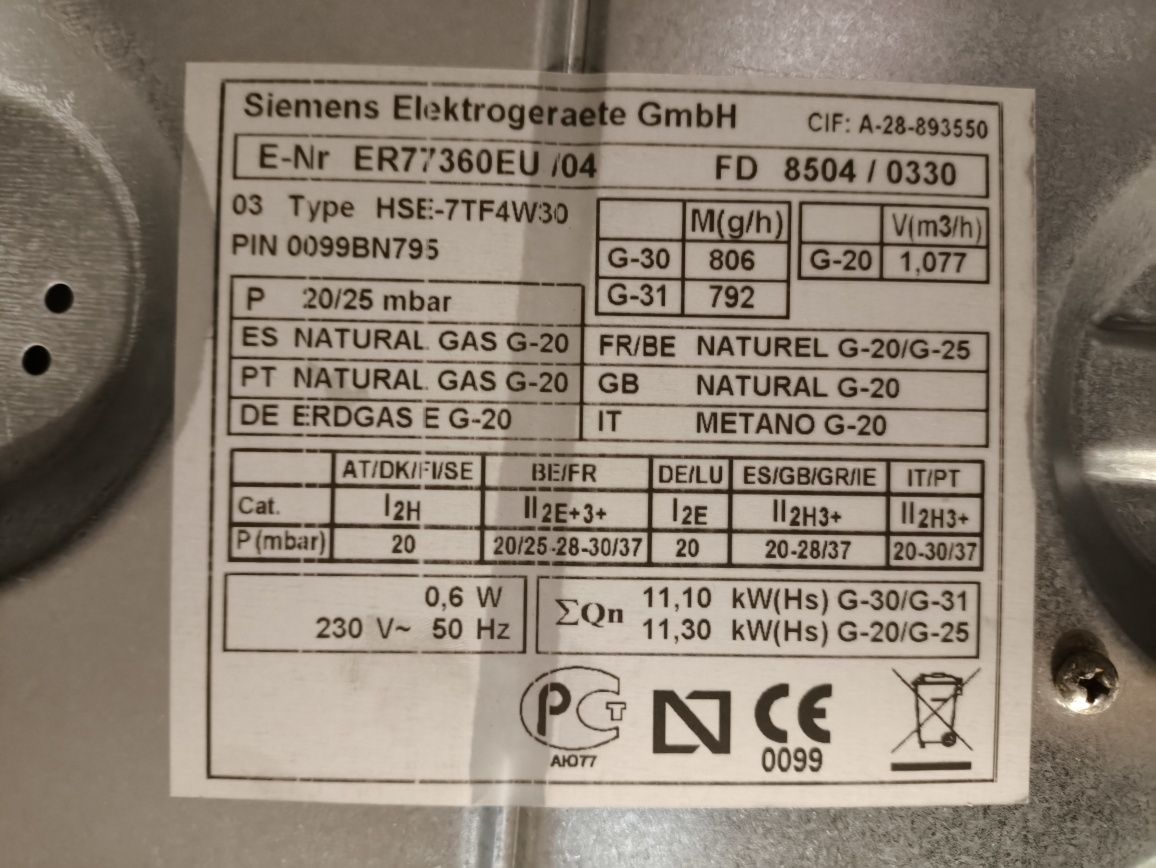 Siemens Elektrogeraete GmbH CIF: A-28-893550
E-Nr ER77360EU /04 FD 8504 / 0330
03 Type HSE-7TF4W30
PIN 0099BN795
M(g/h)
G-30 806
G-31 792
V(m3/h)
G-20 1,077
P 20/25 mbar
ES NATURAL GAS G-20
PT NATURAL GAS G-20
DE ERDGAS E G-20
FR/BE NATUREL G-20/G-25
GB NATURAL G-20
IT METANO G-20
AT/DK/FI/SE BE/FR DE/LU ES/GB/GR/IE IT/PT
Cat. I2H II2E+3+ I2E II2H3+ II2H3+
P (mbar) 20 20/25-28-30/37 20 20-28/37 20-30/37
0,6 W
230 V~ 50 Hz
ΣQn 11,10 kW(Hs) G-30/G-31
11,30 kW(Hs) G-20/G-25
PCT
N
CE
АЮ77
0099